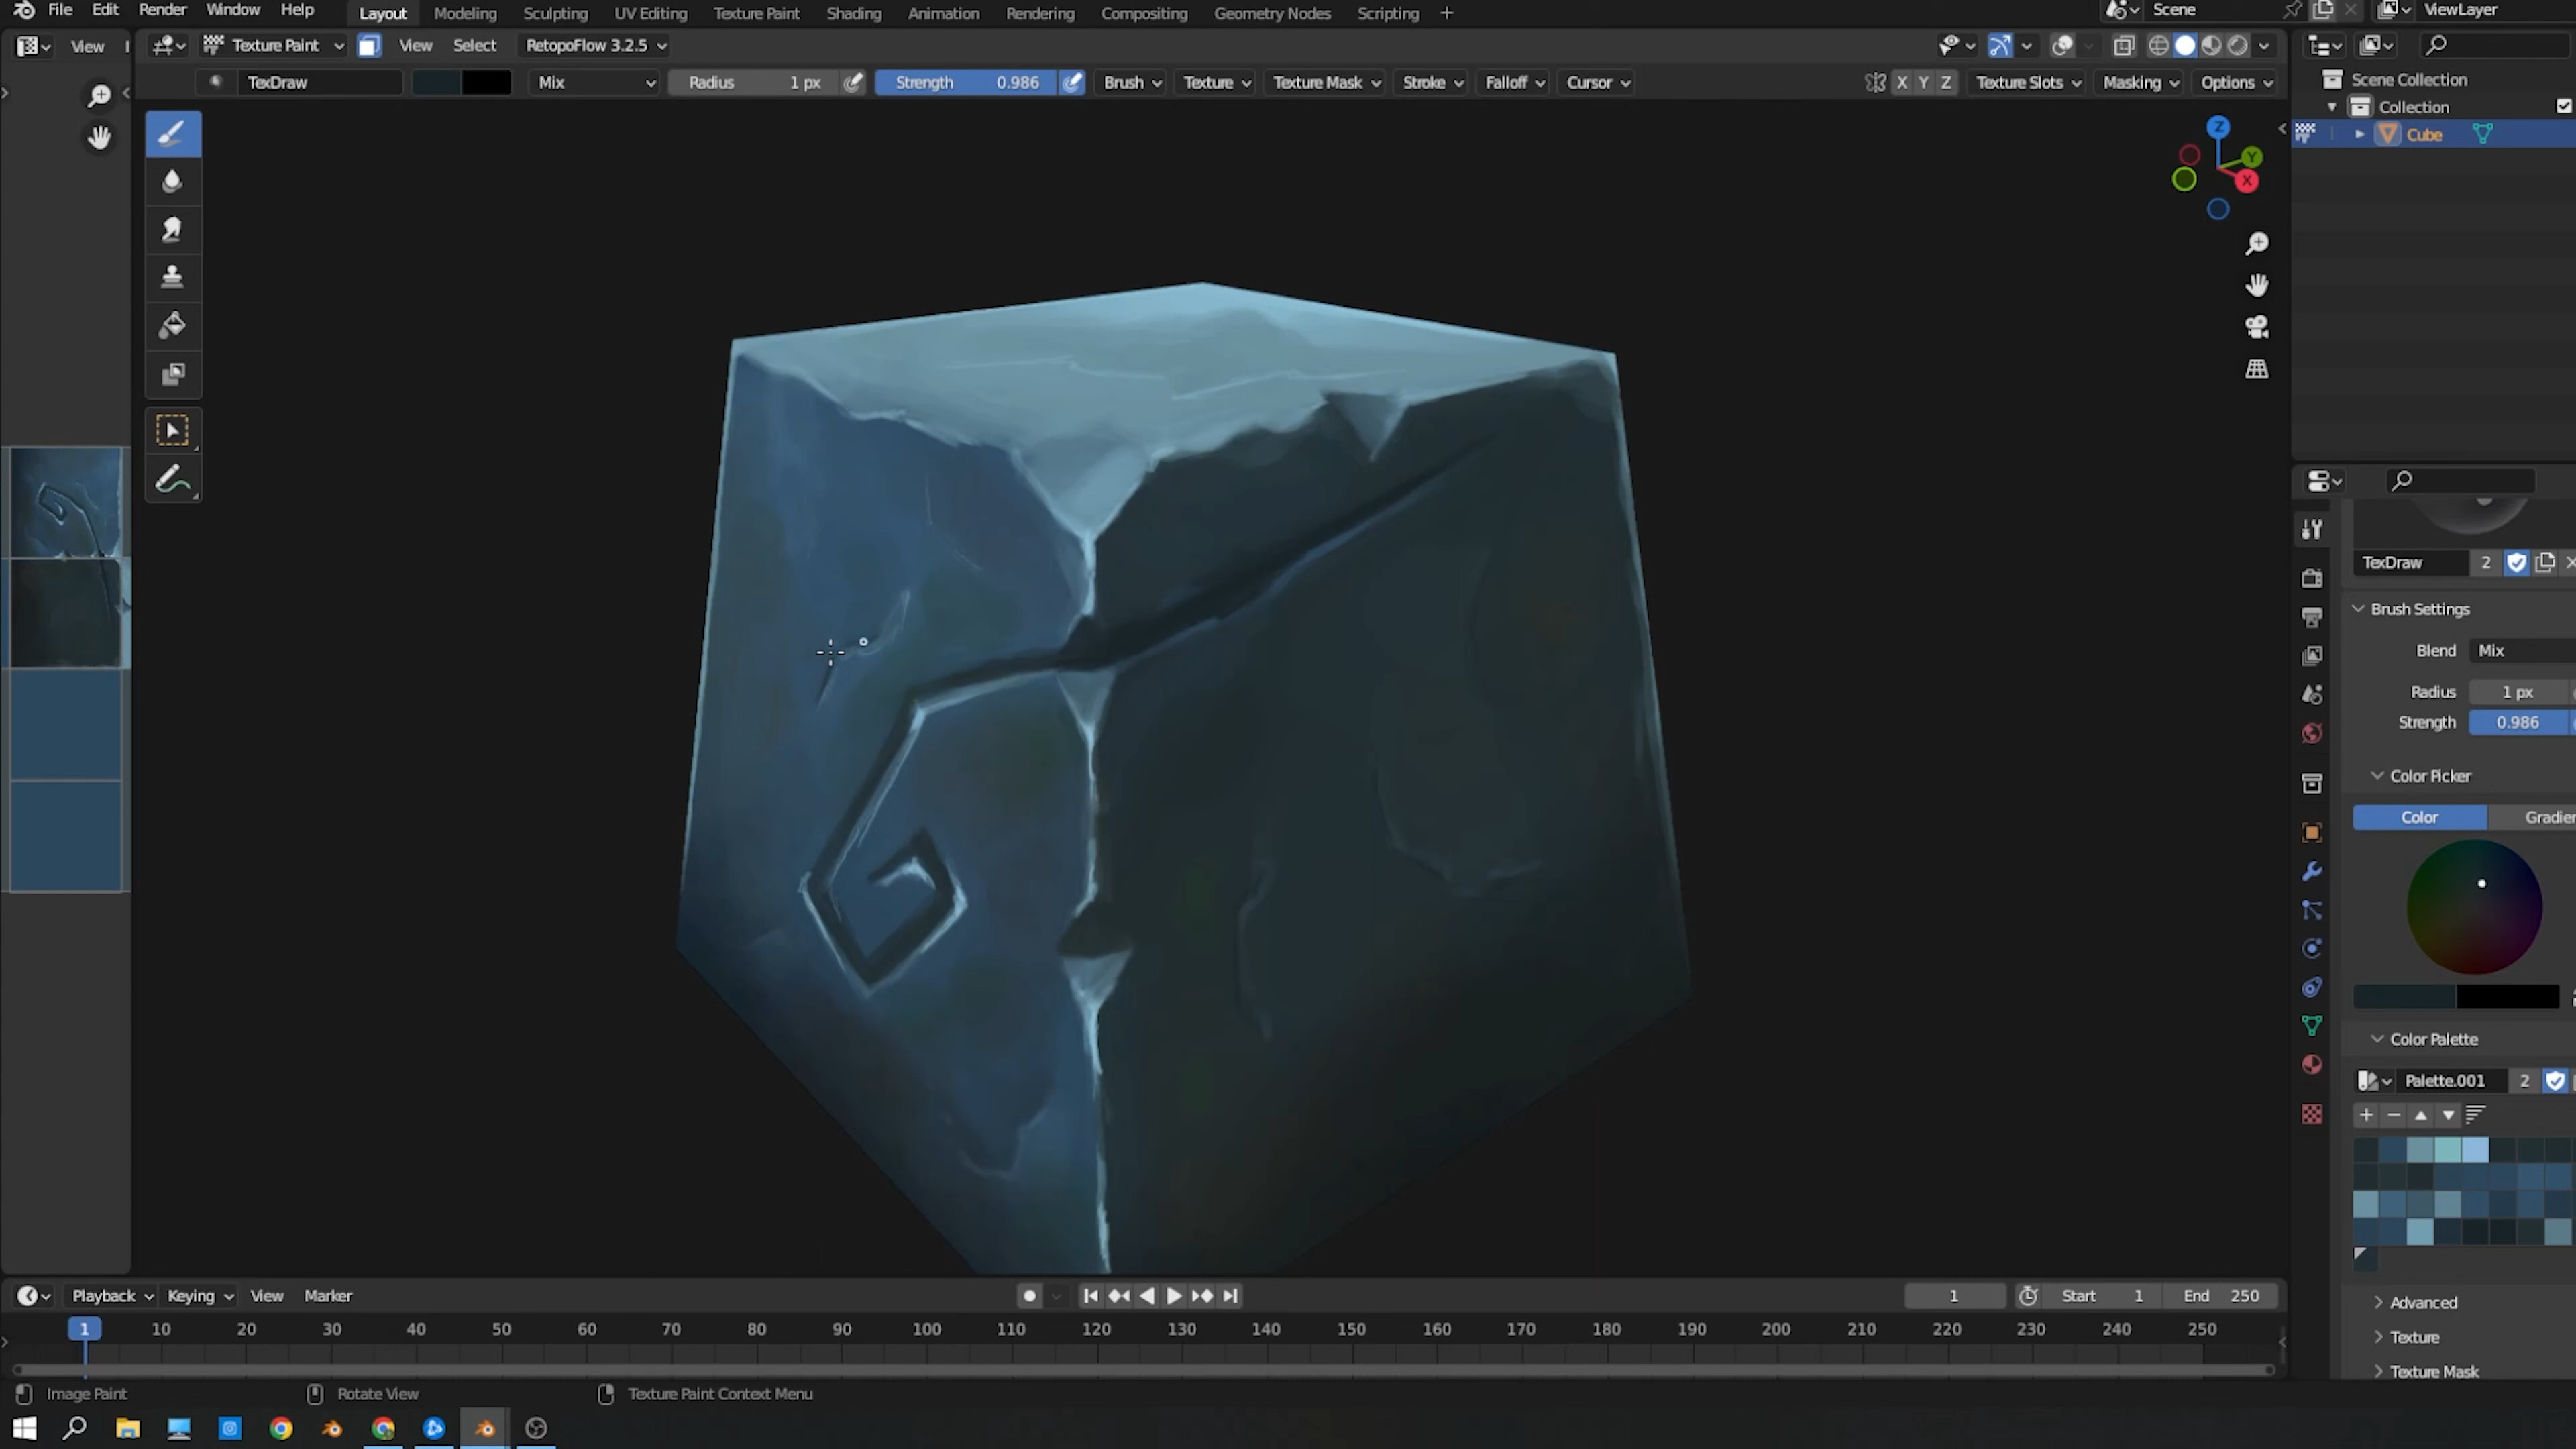 File Edit Render Window Help Layout Modeling Sculpting UV Editing Texture Paint Shading Animation Rendering Compositing Geometry Nodes Scripting + Scene ViewLayer
View Texture Paint View Select RetopoFlow 3.2.5
TexDraw Mix Radius 1 px Strength 0.986 Brush Texture Texture Mask Stroke Falloff Cursor X Y Z Texture Slots Masking Options
Scene Collection
Collection
Cube
Z
Y
X
TexDraw 2
Brush Settings
Blend Mix
Radius 1 px
Strength 0.986
Color Picker
Color Gradien
Color Palette
Palette.001 2
Advanced
Texture
Texture Mask
Playback Keying View Marker 1 Start 1 End 250
1 10 20 30 40 50 60 70 80 90 100 110 120 130 140 150 160 170 180 190 200 210 220 230 240 250
Image Paint Rotate View Texture Paint Context Menu